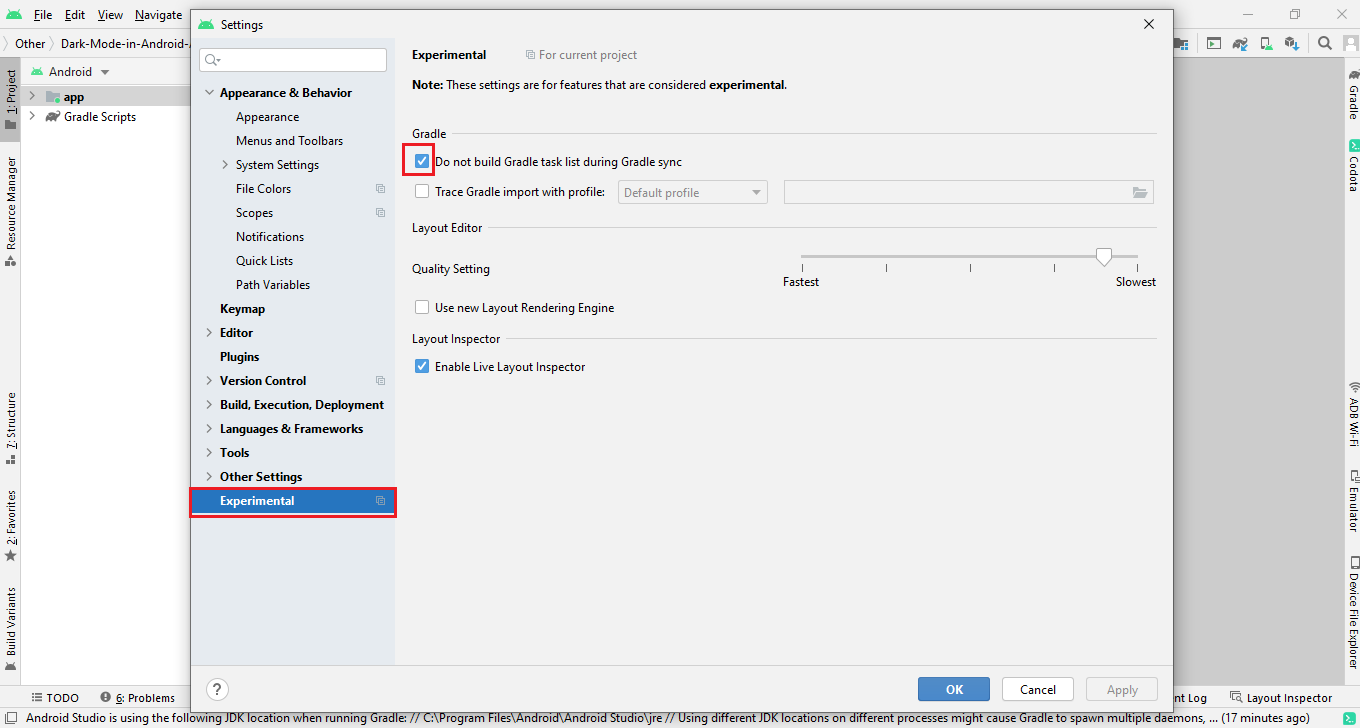 File Edit View Navigate
Settings
Other Dark-Mode-in-Android-
Android
app
Gradle Scripts
1: Project
Resource Manager
7: Structure
2: Favorites
Build Variants
Appearance & Behavior
Appearance
Menus and Toolbars
System Settings
File Colors
Scopes
Notifications
Quick Lists
Path Variables
Keymap
Editor
Plugins
Version Control
Build, Execution, Deployment
Languages & Frameworks
Tools
Other Settings
Experimental
Experimental For current project
Note: These settings are for features that are considered experimental.
Gradle
Do not build Gradle task list during Gradle sync
Trace Gradle import with profile: Default profile
Layout Editor
Quality Setting
Fastest Slowest
Use new Layout Rendering Engine
Layout Inspector
Enable Live Layout Inspector
?
OK Cancel Apply
Gradle
Codota
ADB Wi-Fi
Emulator
Device File Explorer
TODO 6: Problems nt Log Layout Inspector
Android Studio is using the following JDK location when running Gradle: // C:\Program Files\Android\Android Studio\jre // Using different JDK locations on different processes might cause Gradle to spawn multiple daemons, ... (17 minutes ago)